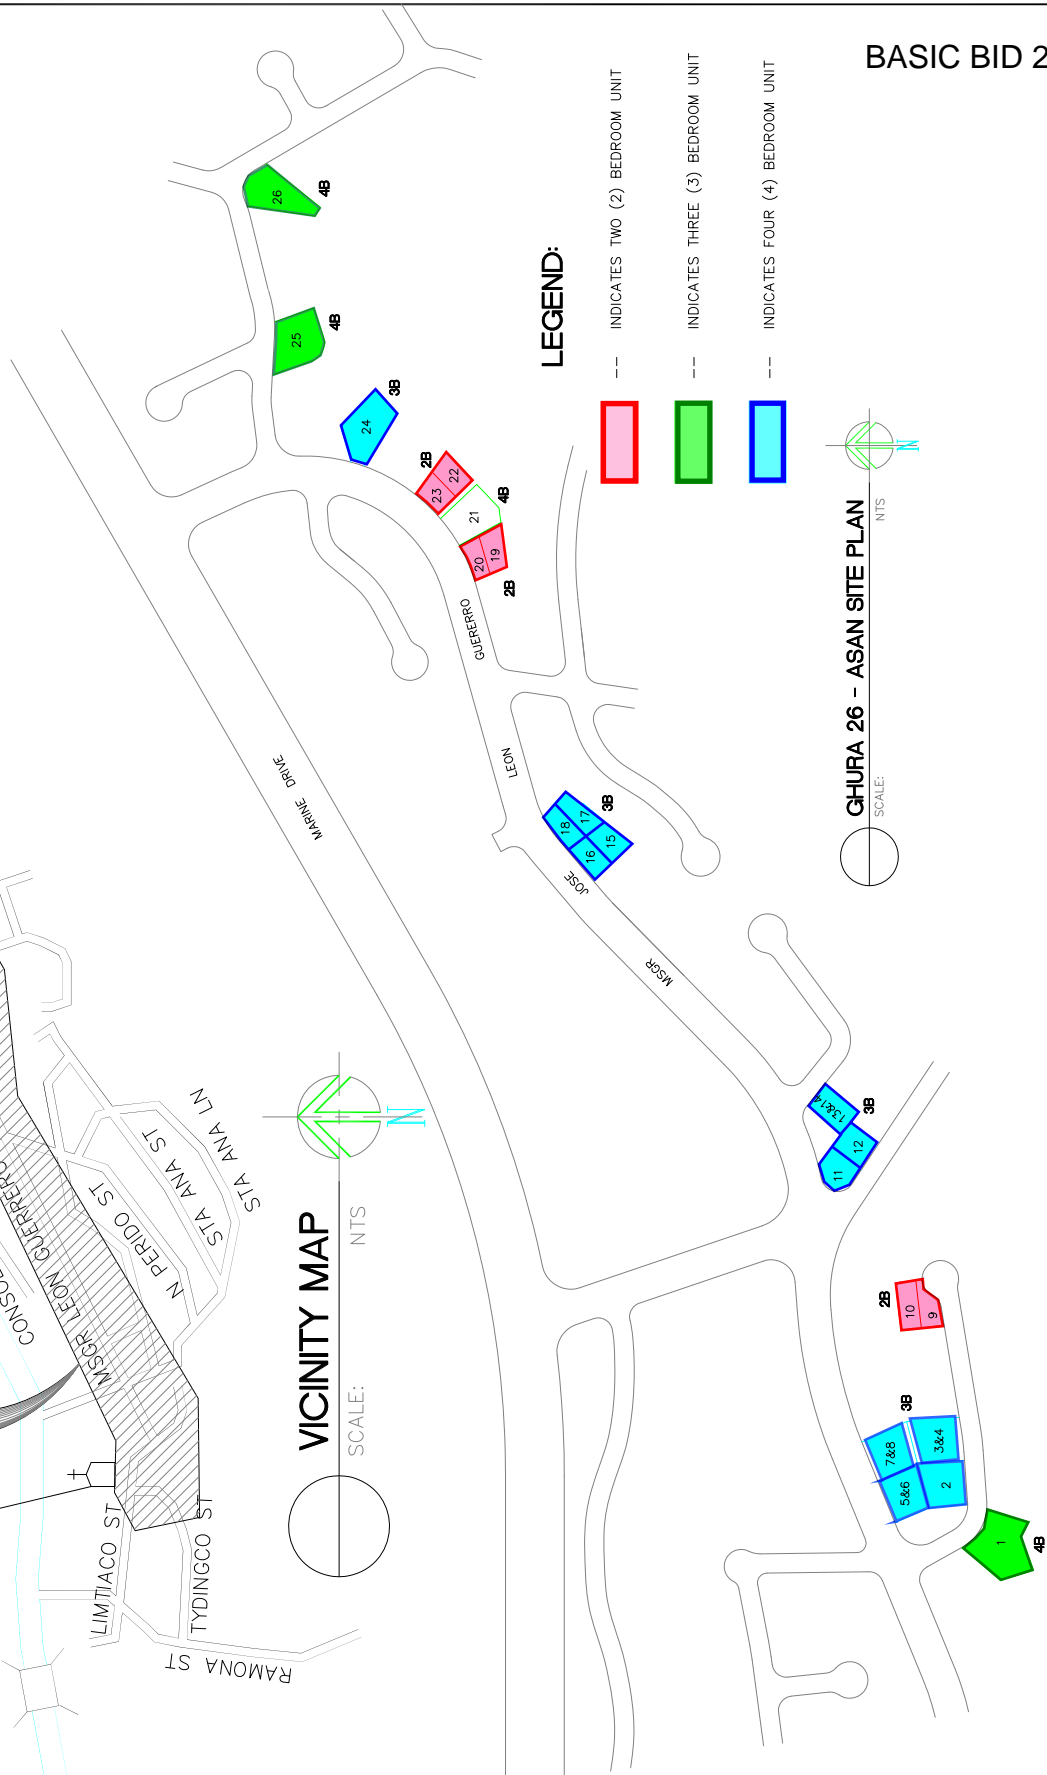 BASIC BID 2
LEGEND:
-- INDICATES TWO (2) BEDROOM UNIT
-- INDICATES THREE (3) BEDROOM UNIT
-- INDICATES FOUR (4) BEDROOM UNIT
26
4B
25
4B
24
3B
2B
23
22
21
4B
20
19
2B
MARINE DRIVE
GUERERRO
LEON
JOSE
MSGR
18
17
16
15
3B
13&14
3B
12
11
2B
10
9
3B
7&8
3&4
5&6
2
1
4B
GHURA 26 - ASAN SITE PLAN
SCALE:
NTS
N
VICINITY MAP
SCALE:
NTS
N
MSGR LEON GUERRERO
STA ANA LN
STA ANA ST
N PERIDO ST
LIMTIACO ST
TYDINGCO ST
RAMONA ST